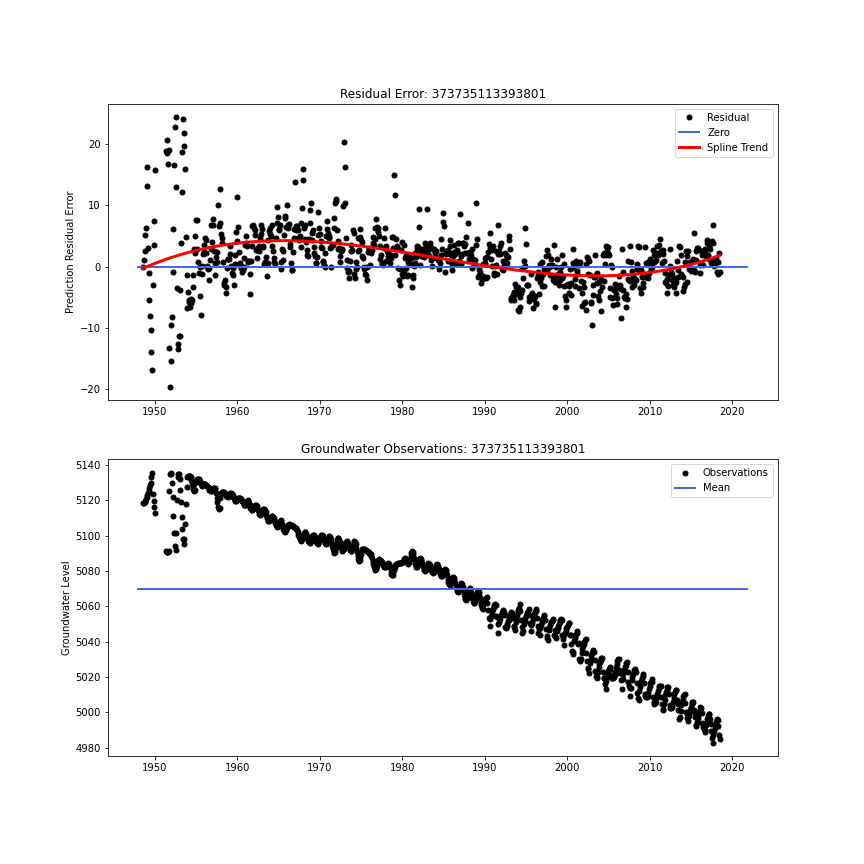 Residual Error: 373735113393801
Prediction Residual Error
20
10
0
−10
−20
Residual
Zero
Spline Trend
1950 1960 1970 1980 1990 2000 2010 2020
Groundwater Observations: 373735113393801
Groundwater Level
5140
5120
5100
5080
5060
5040
5020
5000
4980
Observations
Mean
1950 1960 1970 1980 1990 2000 2010 2020